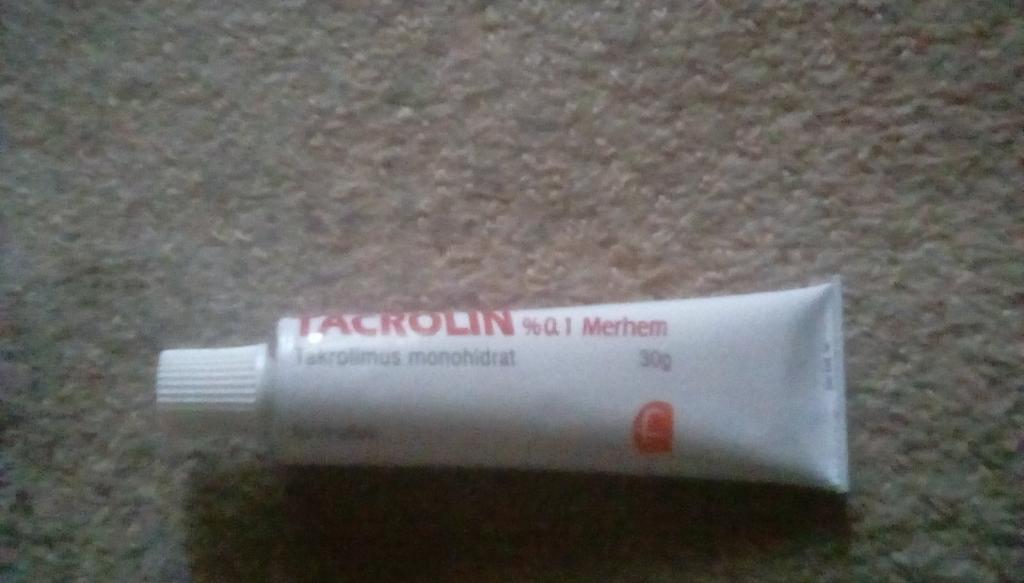 TACROLIN %0.1 Merhem
Takrolimus monohidrat 30g